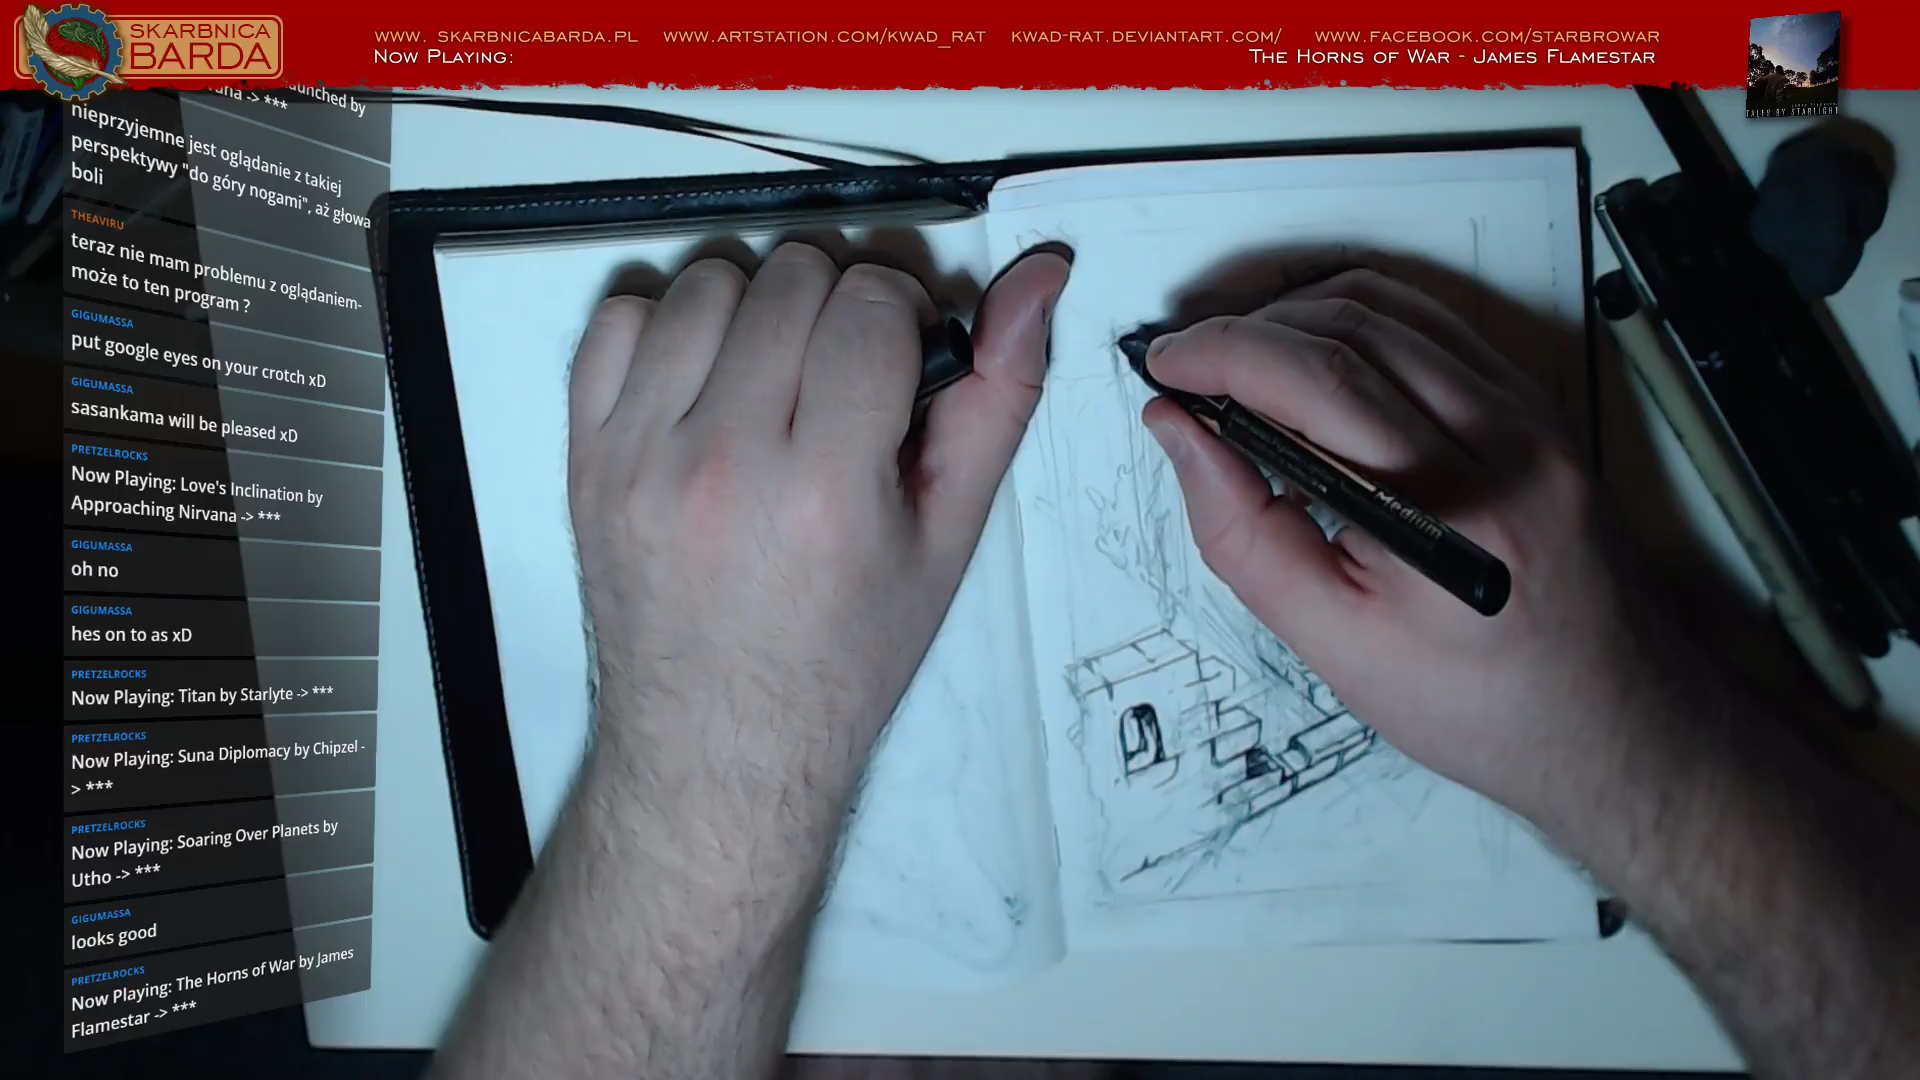 SKARBNICA
BARDA
www. skarbnicabarda.pl www.artstation.com/kwad_rat kwad-rat.deviantart.com/ www.facebook.com/starbrowar
Now Playing: The Horns of War - James Flamestar
TALES BY STARLIGHT
aunched by
-> ***
nieprzyjemne jest oglądanie z takiej
perspektywy "do góry nogami", aż głowa
boli
THEAVIRU
teraz nie mam problemu z oglądaniem-
może to ten program ?
GIGUMASSA
put google eyes on your crotch xD
GIGUMASSA
sasankama will be pleased xD
PRETZELROCKS
Now Playing: Love's Inclination by
Approaching Nirvana -> ***
GIGUMASSA
oh no
GIGUMASSA
hes on to as xD
PRETZELROCKS
Now Playing: Titan by Starlyte -> ***
PRETZELROCKS
Now Playing: Suna Diplomacy by Chipzel -
> ***
PRETZELROCKS
Now Playing: Soaring Over Planets by
Utho -> ***
GIGUMASSA
looks good
PRETZELROCKS
Now Playing: The Horns of War by James
Flamestar -> ***
Medium